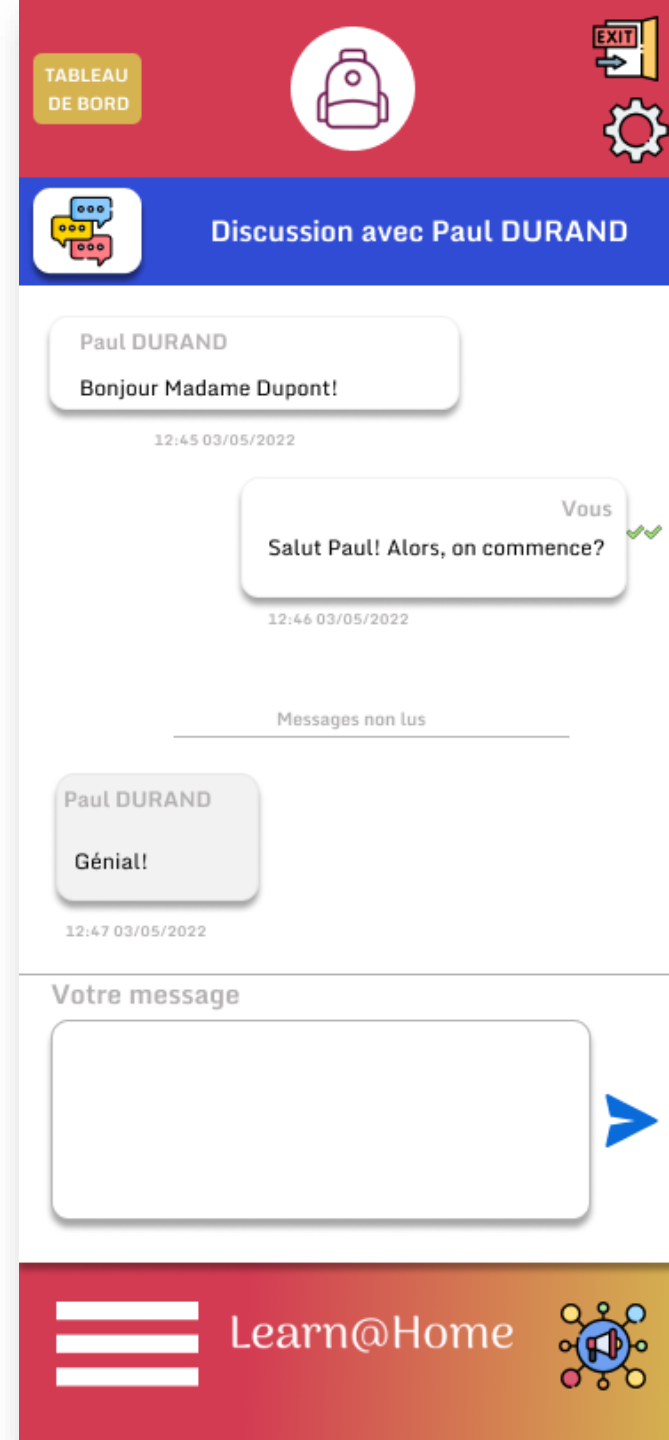 EXIT
TABLEAU
DE BORD
Discussion avec Paul DURAND
Paul DURAND
Bonjour Madame Dupont!
12:45 03/05/2022
Vous
Salut Paul! Alors, on commence?
12:46 03/05/2022
Messages non lus
Paul DURAND
Génial!
12:47 03/05/2022
Votre message
Learn@Home